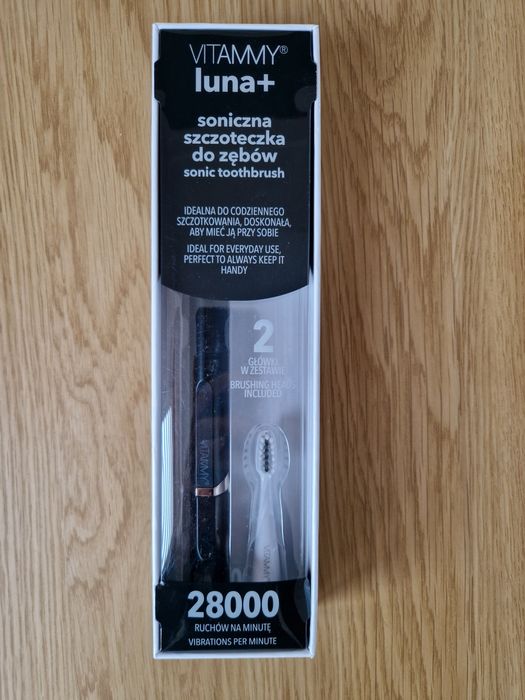 VITAMMY®
luna+
soniczna
szczoteczka
do zębów
sonic toothbrush
IDEALNA DO CODZIENNEGO
SZCZOTKOWANIA, DOSKONAŁA,
ABY MIEĆ JĄ PRZY SOBIE
IDEAL FOR EVERYDAY USE,
PERFECT TO ALWAYS KEEP IT
HANDY
2
GŁÓWKI
W ZESTAWIE
BRUSHING HEADS
INCLUDED
VITAMMY
VITAMMY
28000
RUCHÓW NA MINUTĘ
VIBRATIONS PER MINUTE